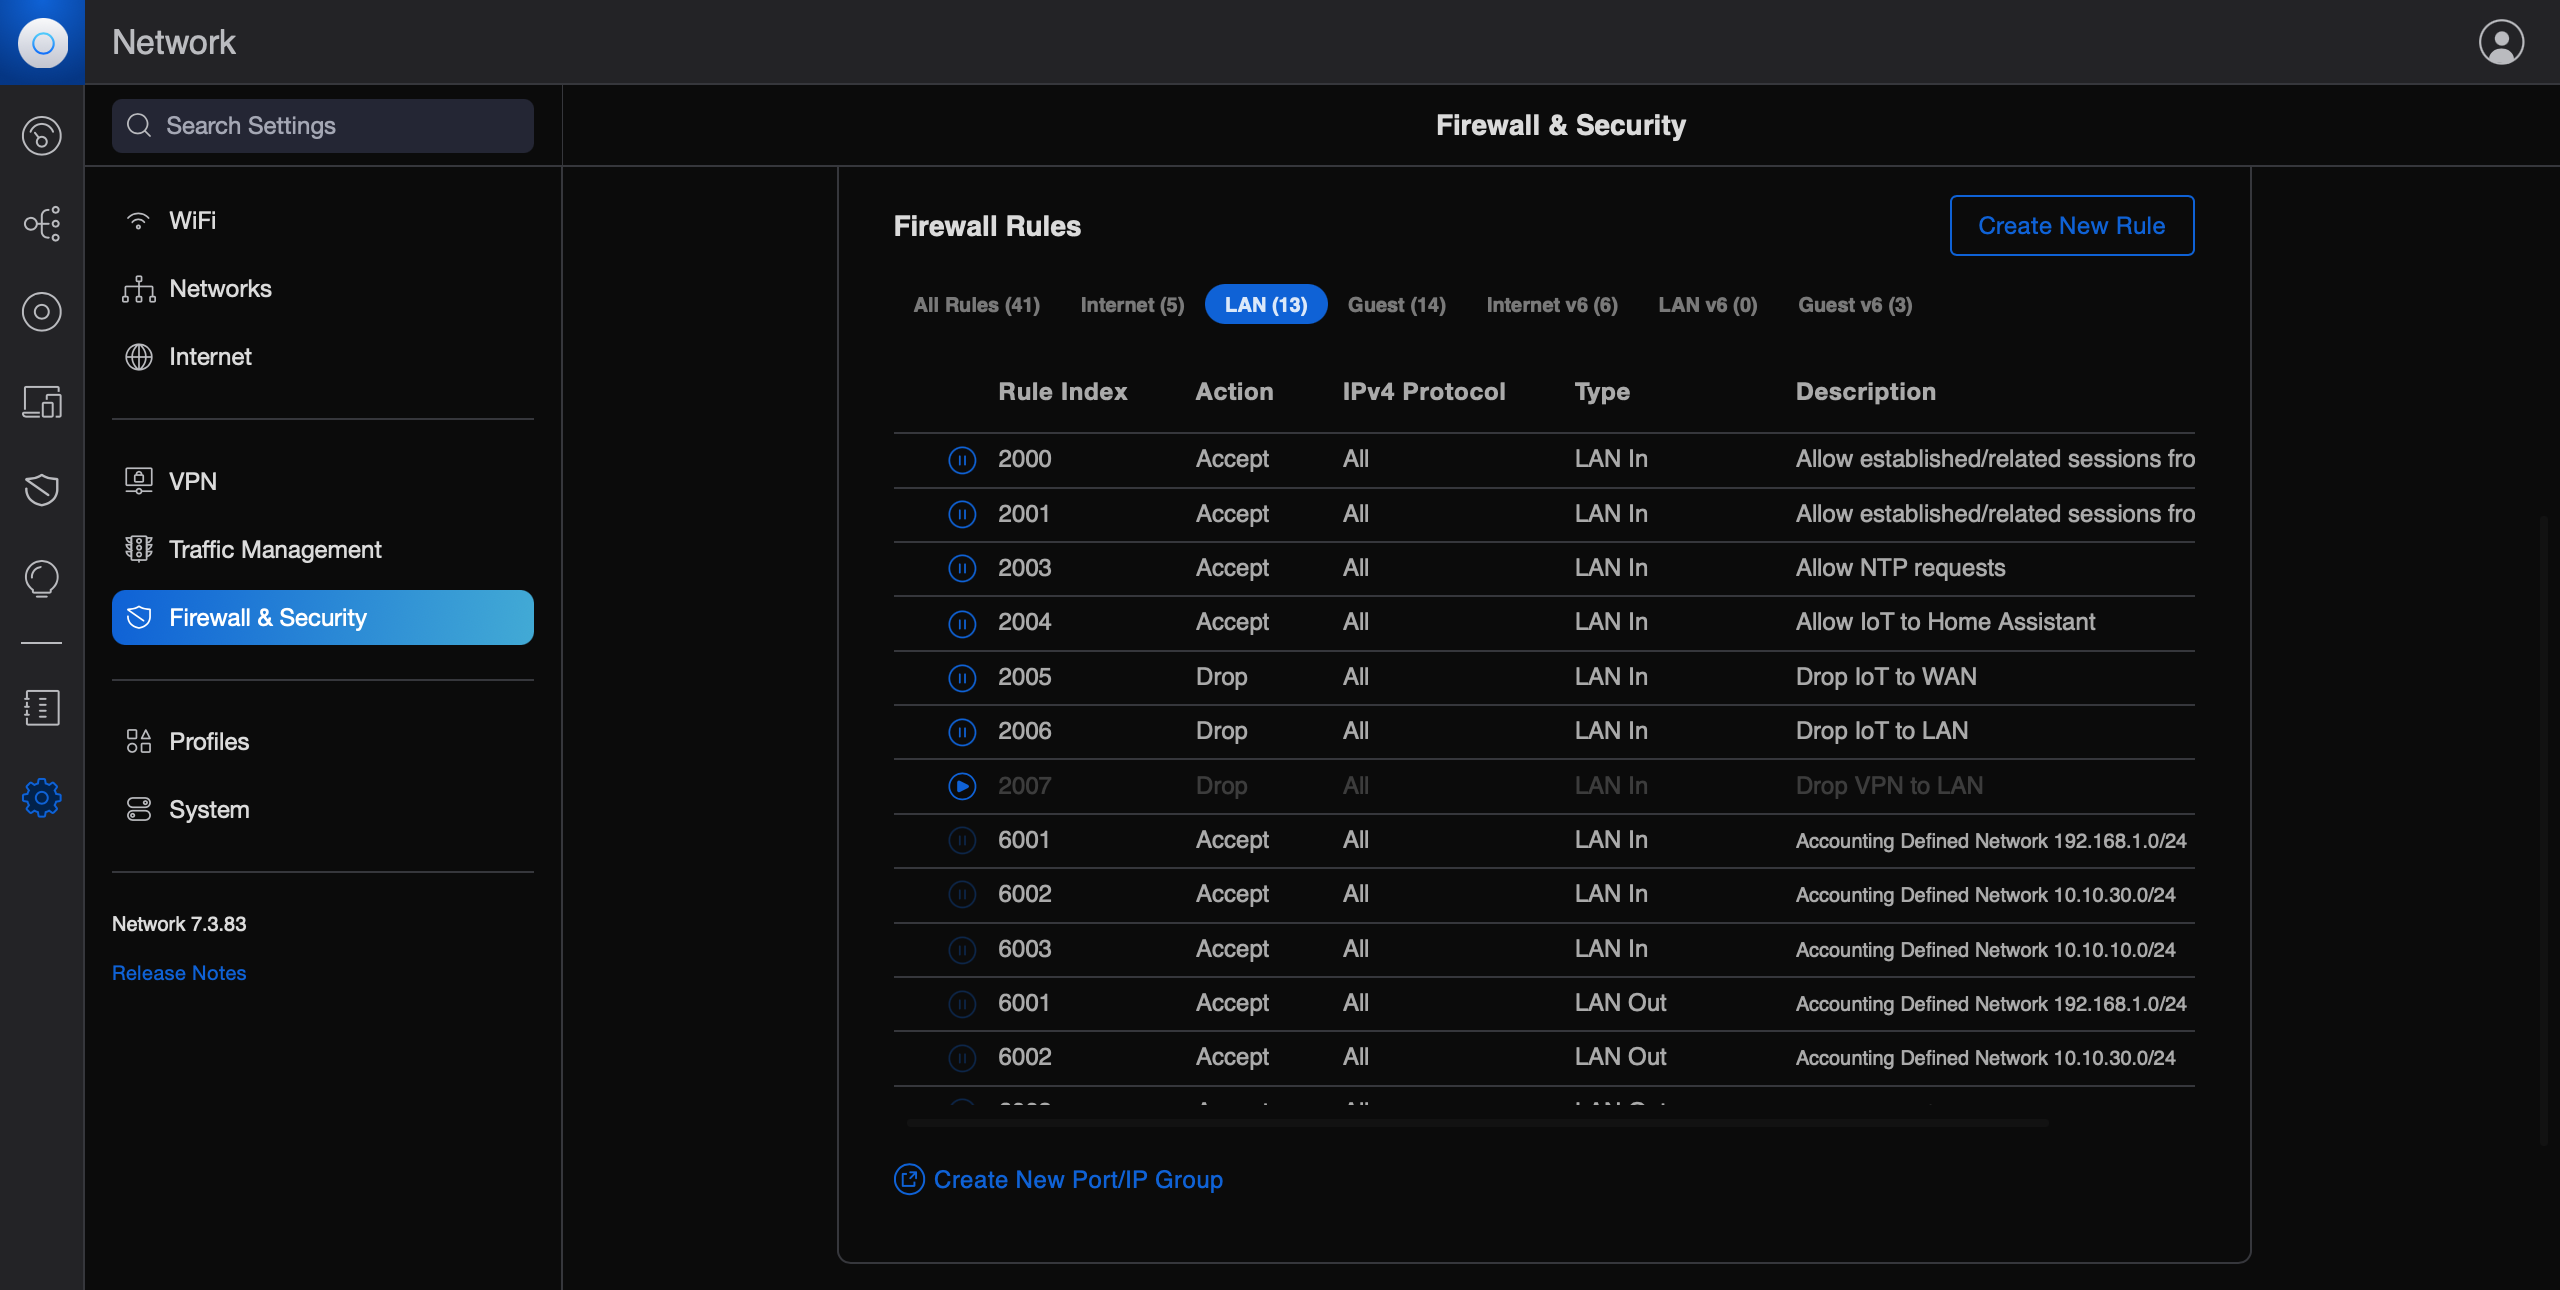 Network
Search Settings
Firewall & Security
WiFi
Networks
Internet
VPN
Traffic Management
Firewall & Security
Profiles
System
Network 7.3.83
Release Notes
Firewall Rules
Create New Rule
All Rules (41) Internet (5) LAN (13) Guest (14) Internet v6 (6) LAN v6 (0) Guest v6 (3)
Rule Index Action IPv4 Protocol Type Description
2000 Accept All LAN In Allow established/related sessions fro
2001 Accept All LAN In Allow established/related sessions fro
2003 Accept All LAN In Allow NTP requests
2004 Accept All LAN In Allow IoT to Home Assistant
2005 Drop All LAN In Drop IoT to WAN
2006 Drop All LAN In Drop IoT to LAN
2007 Drop All LAN In Drop VPN to LAN
6001 Accept All LAN In Accounting Defined Network 192.168.1.0/24
6002 Accept All LAN In Accounting Defined Network 10.10.30.0/24
6003 Accept All LAN In Accounting Defined Network 10.10.10.0/24
6001 Accept All LAN Out Accounting Defined Network 192.168.1.0/24
6002 Accept All LAN Out Accounting Defined Network 10.10.30.0/24
Create New Port/IP Group